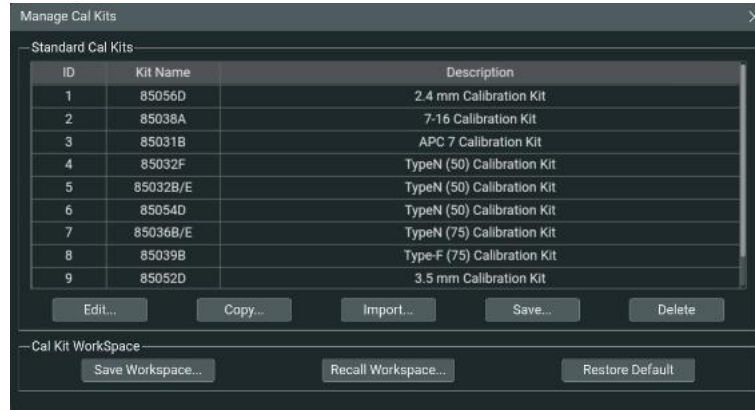 Manage Cal Kits
Standard Cal Kits
ID Kit Name Description
1 85056D 2.4 mm Calibration Kit
2 85038A 7-16 Calibration Kit
3 85031B APC 7 Calibration Kit
4 85032F TypeN (50) Calibration Kit
5 85032B/E TypeN (50) Calibration Kit
6 85054D TypeN (50) Calibration Kit
7 85036B/E TypeN (75) Calibration Kit
8 85039B Type-F (75) Calibration Kit
9 85052D 3.5 mm Calibration Kit
Edit... Copy... Import... Save... Delete
Cal Kit WorkSpace
Save Workspace... Recall Workspace... Restore Default